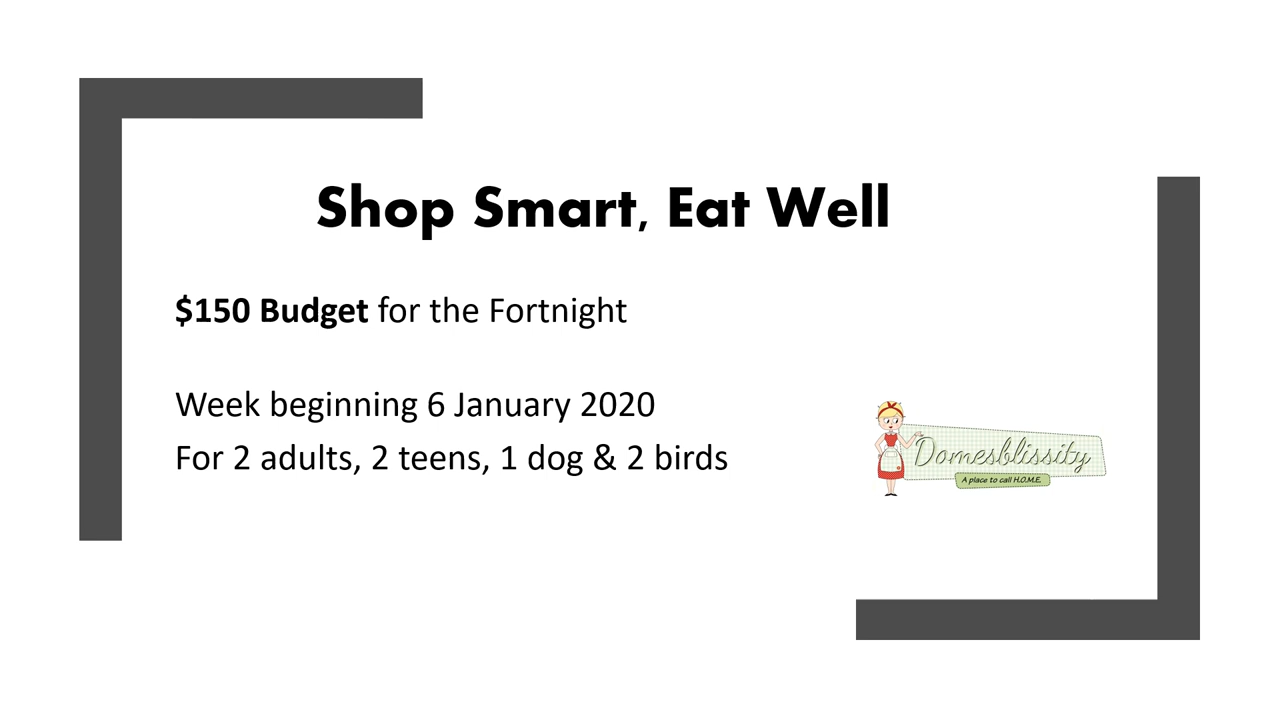 Shop Smart, Eat Well
$150 Budget for the Fortnight
Week beginning 6 January 2020
For 2 adults, 2 teens, 1 dog & 2 birds
Domesblissity
A place to call H.O.M.E.